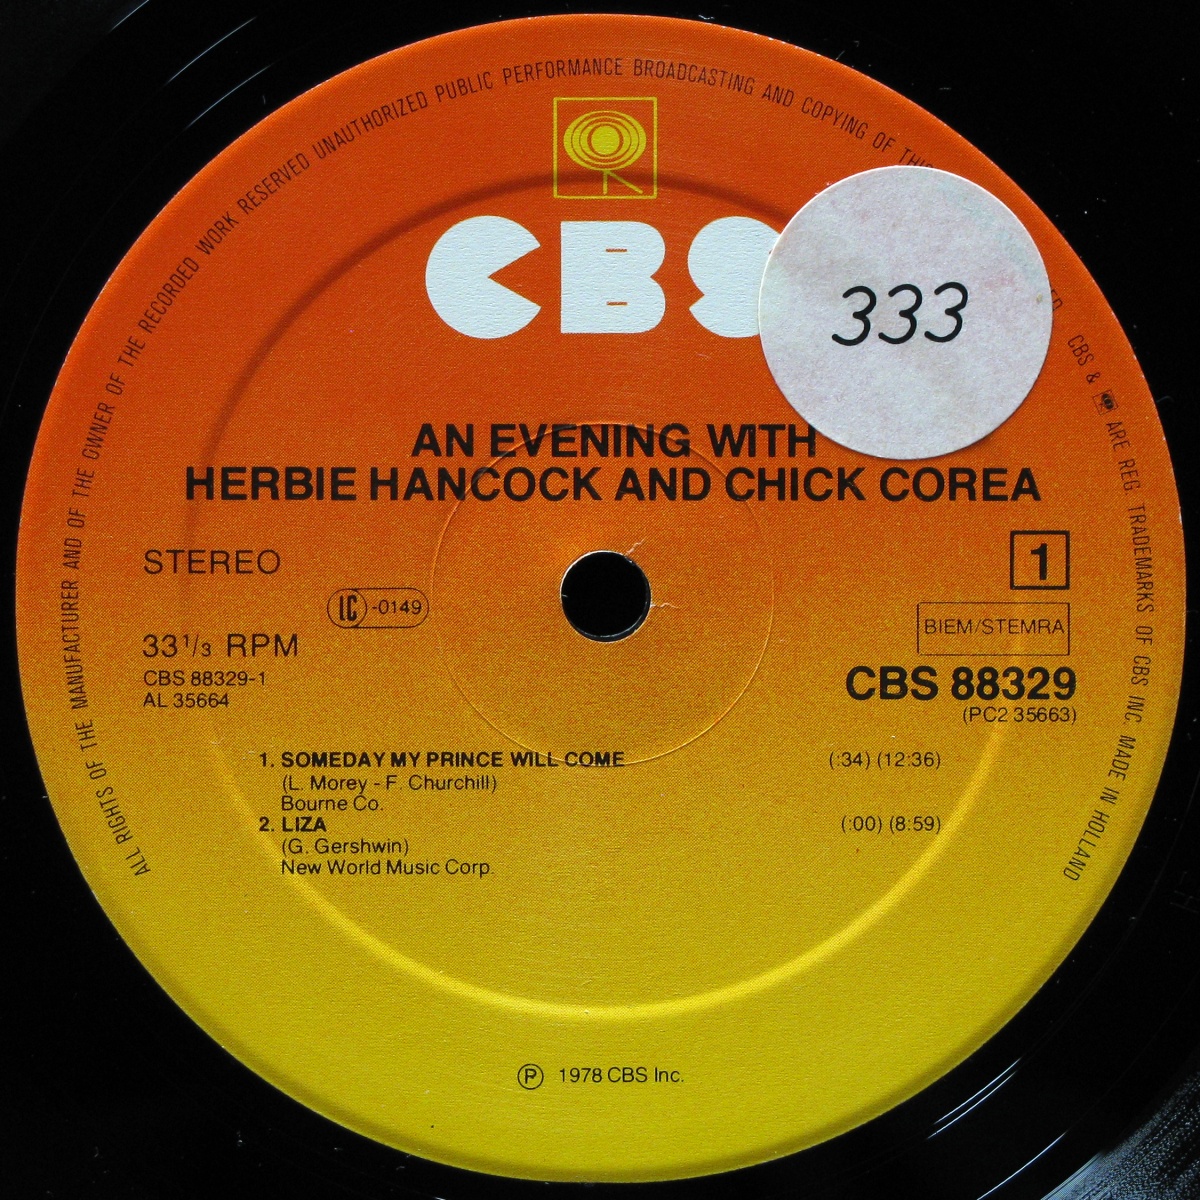 ALL RIGHTS OF THE MANUFACTURER AND OF THE OWNER OF THE RECORDED WORK RESERVED UNAUTHORIZED PUBLIC PERFORMANCE BROADCASTING AND COPYING OF THIS
CBS & ARE REG. TRADEMARKS OF CBS INC. MADE IN HOLLAND
CBS
333
AN EVENING WITH
HERBIE HANCOCK AND CHICK COREA
STEREO
1
LC -0149
BIEM/STEMRA
33 1/3 RPM
CBS 88329-1
AL 35664
CBS 88329
(PC2 35663)
1. SOMEDAY MY PRINCE WILL COME (:34) (12:36)
(L. Morey - F. Churchill)
Bourne Co.
2. LIZA (:00) (8:59)
(G. Gershwin)
New World Music Corp.
Ⓟ 1978 CBS Inc.